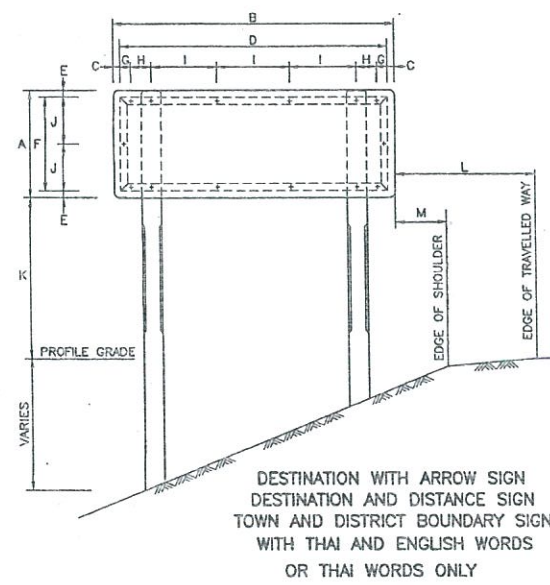 B
D
C G H I I I H G C
E
A F J
J
E
L
M
K
EDGE OF SHOULDER
EDGE OF TRAVELLED WAY
PROFILE GRADE
VARIES
DESTINATION WITH ARROW SIGN
DESTINATION AND DISTANCE SIGN
TOWN AND DISTRICT BOUNDARY SIGN
WITH THAI AND ENGLISH WORDS
OR THAI WORDS ONLY